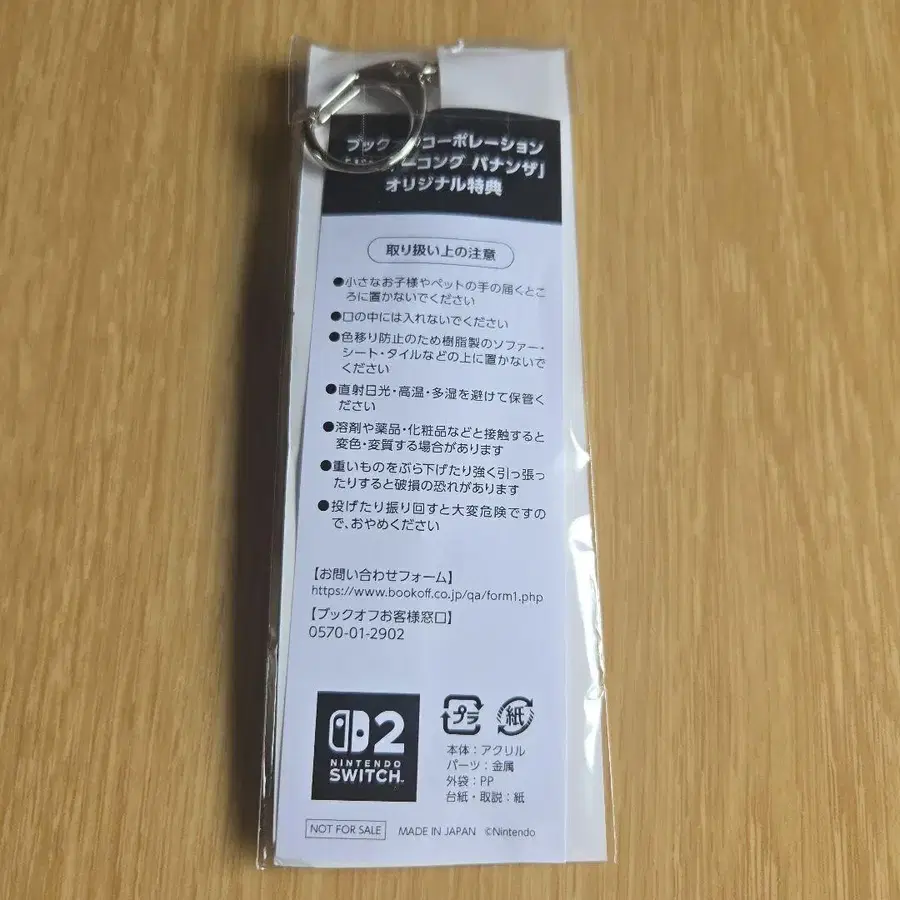 ブック コーポレーション
コング バナンザ」
オリジナル特典
取り扱い上の注意
●小さなお子様やペットの手の届くとこ
ろに置かないでください
●口の中には入れないでください
●色移り防止のため樹脂製のソファー・
シート・タイルなどの上に置かないで
ください
●直射日光・高温・多湿を避けて保管く
ださい
●溶剤や薬品・化粧品などと接触すると
変色・変質する場合があります
●重いものをぶら下げたり強く引っ張っ
たりすると破損の恐れがあります
●投げたり振り回すと大変危険ですの
で、おやめください
【お問い合わせフォーム】
https://www.bookoff.co.jp/qa/form1.php
【ブックオフお客様窓口】
0570-01-2902
2
NINTENDO
SWITCH™
プラ 紙
本体:アクリル
パーツ:金属
外袋:PP
台紙・取説:紙
NOT FOR SALE MADE IN JAPAN ©Nintendo